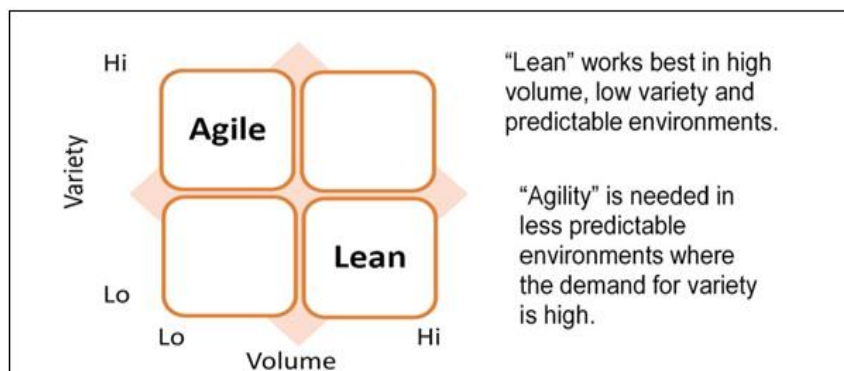 Hi
Variety
Lo
Agile
Lean
Lo
Hi
Volume
“Lean” works best in high
volume, low variety and
predictable environments.
“Agility” is needed in
less predictable
environments where
the demand for variety
is high.